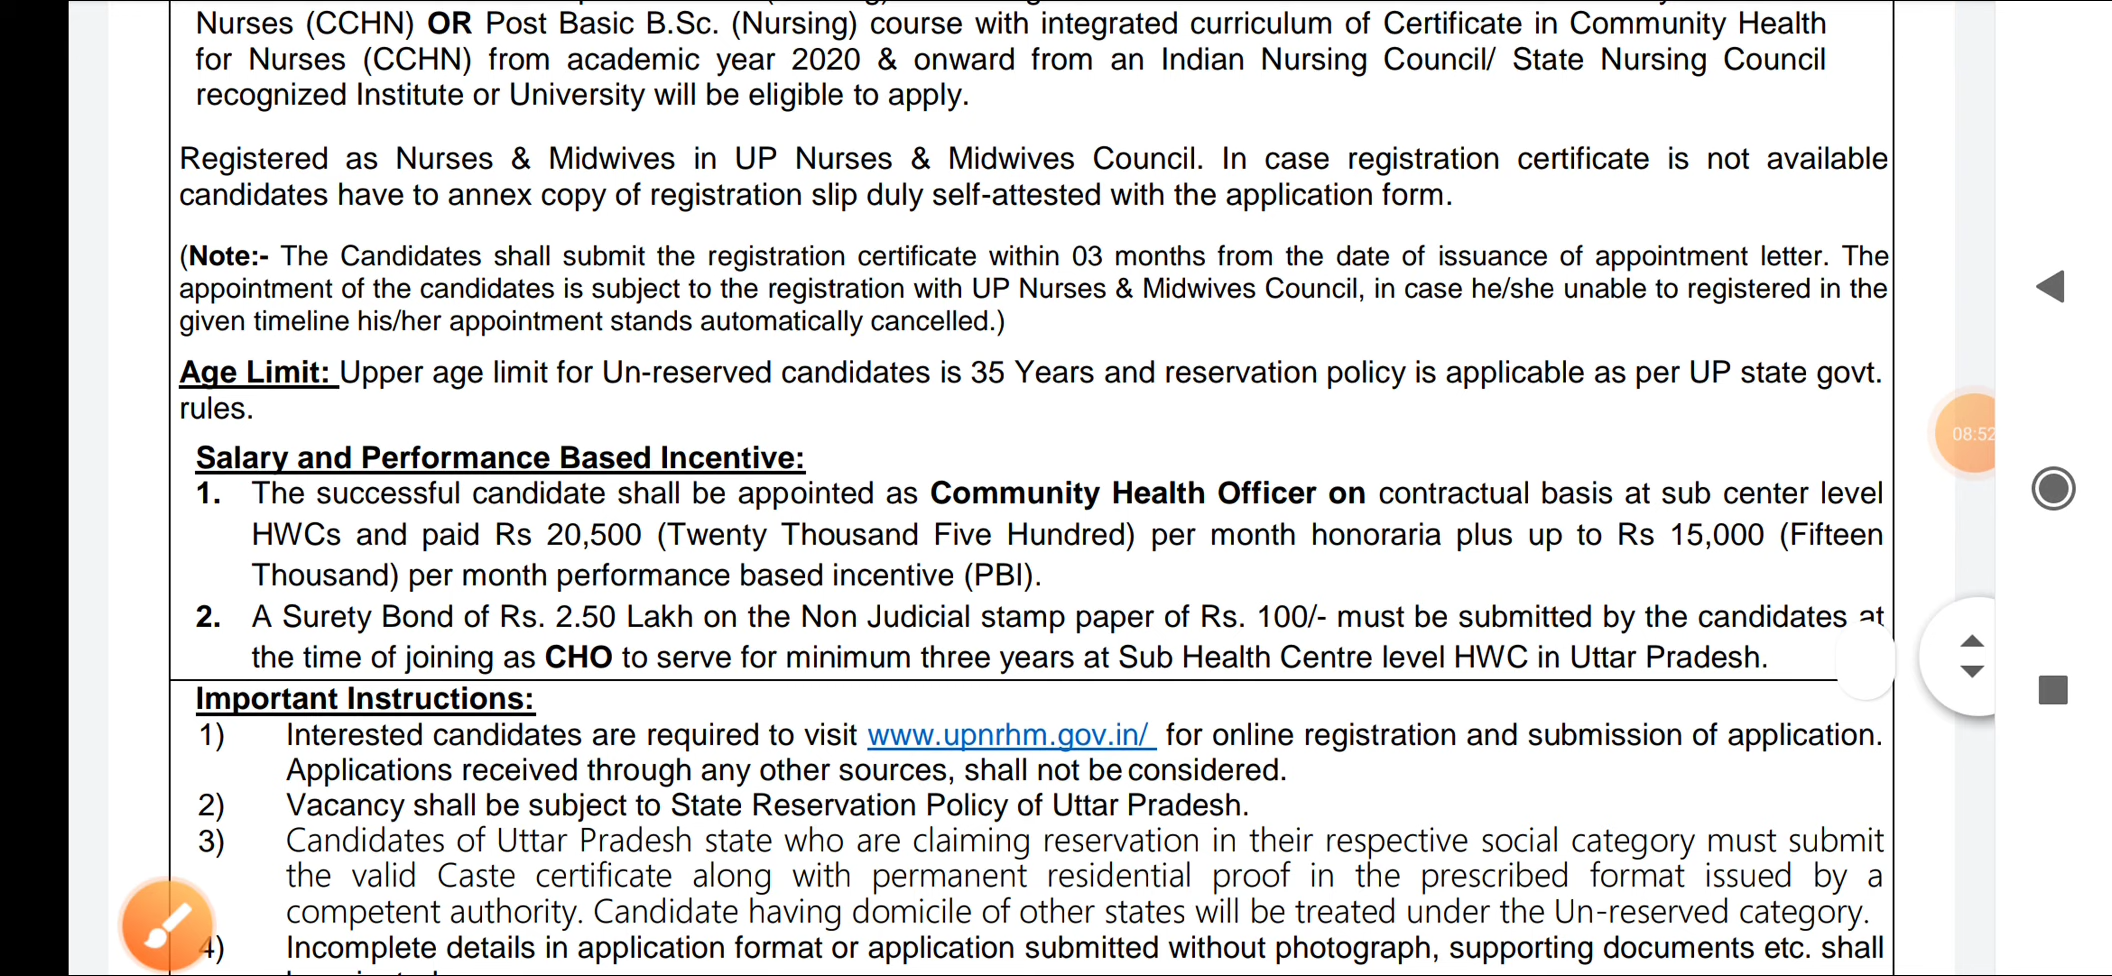 Nurses (CCHN) OR Post Basic B.Sc. (Nursing) course with integrated curriculum of Certificate in Community Health
for Nurses (CCHN) from academic year 2020 & onward from an Indian Nursing Council/ State Nursing Council
recognized Institute or University will be eligible to apply.
Registered as Nurses & Midwives in UP Nurses & Midwives Council. In case registration certificate is not available
candidates have to annex copy of registration slip duly self-attested with the application form.
(Note:- The Candidates shall submit the registration certificate within 03 months from the date of issuance of appointment letter. The
appointment of the candidates is subject to the registration with UP Nurses & Midwives Council, in case he/she unable to registered in the
given timeline his/her appointment stands automatically cancelled.)
Age Limit: Upper age limit for Un-reserved candidates is 35 Years and reservation policy is applicable as per UP state govt.
rules.
08:52
Salary and Performance Based Incentive:
1. The successful candidate shall be appointed as Community Health Officer on contractual basis at sub center level
HWCs and paid Rs 20,500 (Twenty Thousand Five Hundred) per month honoraria plus up to Rs 15,000 (Fifteen
Thousand) per month performance based incentive (PBI).
2. A Surety Bond of Rs. 2.50 Lakh on the Non Judicial stamp paper of Rs. 100/- must be submitted by the candidates at
the time of joining as CHO to serve for minimum three years at Sub Health Centre level HWC in Uttar Pradesh.
Important Instructions:
1) Interested candidates are required to visit www.upnrhm.gov.in/ for online registration and submission of application.
Applications received through any other sources, shall not be considered.
2) Vacancy shall be subject to State Reservation Policy of Uttar Pradesh.
3) Candidates of Uttar Pradesh state who are claiming reservation in their respective social category must submit
the valid Caste certificate along with permanent residential proof in the prescribed format issued by a
competent authority. Candidate having domicile of other states will be treated under the Un-reserved category.
4) Incomplete details in application format or application submitted without photograph, supporting documents etc. shall